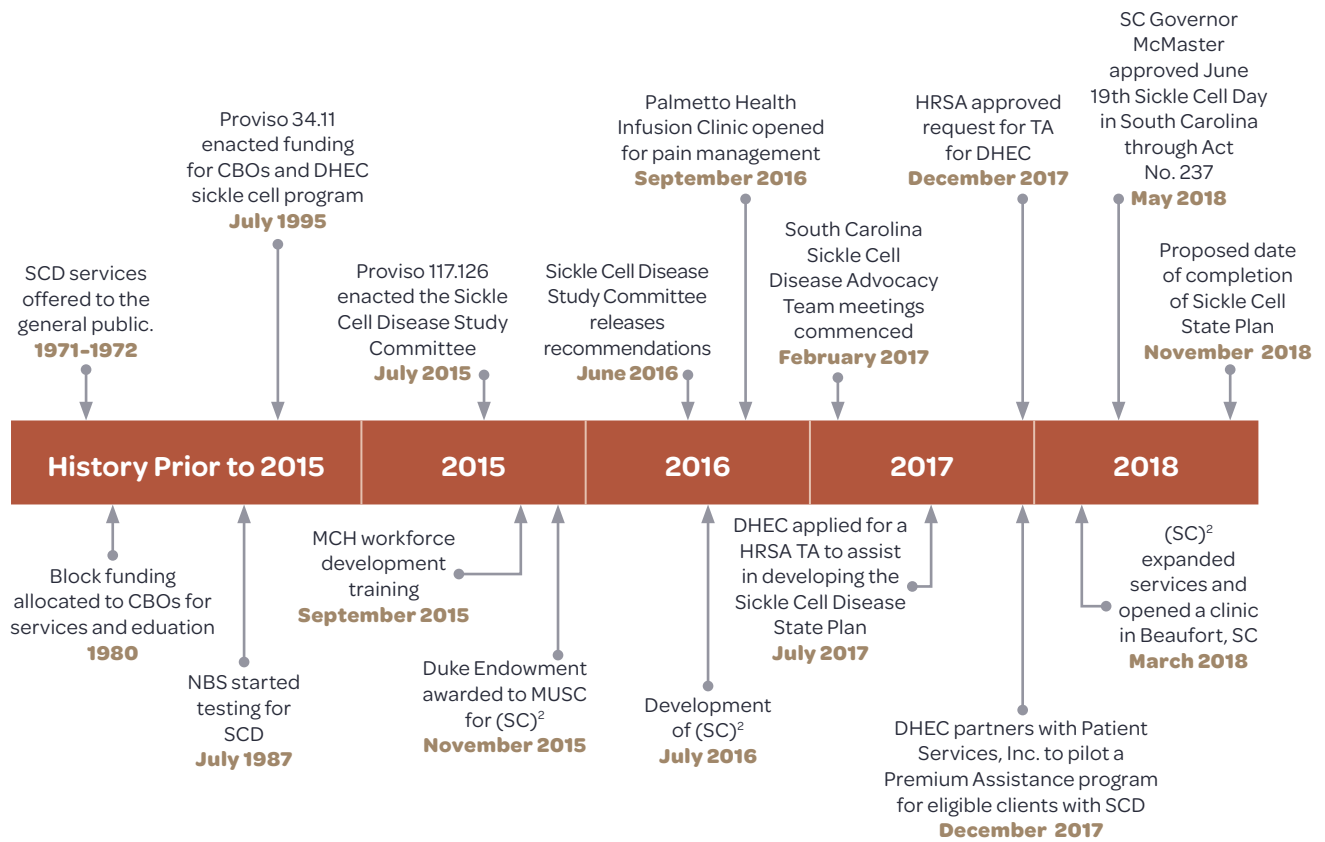 SCD services
offered to the
general public.
1971-1972
Proviso 34.11
enacted funding
for CBOs and DHEC
sickle cell program
July 1995
Proviso 117.126
enacted the Sickle
Cell Disease Study
Committee
July 2015
Sickle Cell Disease
Study Committee
releases
recommendations
June 2016
Palmetto Health
Infusion Clinic opened
for pain management
September 2016
South Carolina
Sickle Cell
Disease Advocacy
Team meetings
commenced
February 2017
HRSA approved
request for TA
for DHEC
December 2017
SC Governor
McMaster
approved June
19th Sickle Cell Day
in South Carolina
through Act
No. 237
May 2018
Proposed date
of completion
of Sickle Cell
State Plan
November 2018
History Prior to 2015
2015
2016
2017
2018
Block funding
allocated to CBOs for
services and eduation
1980
NBS started
testing for
SCD
July 1987
MCH workforce
development
training
September 2015
Duke Endowment
awarded to MUSC
for (SC)²
November 2015
Development
of (SC)²
July 2016
DHEC applied for a
HRSA TA to assist
in developing the
Sickle Cell Disease
State Plan
July 2017
DHEC partners with Patient
Services, Inc. to pilot a
Premium Assistance program
for eligible clients with SCD
December 2017
(SC)²
expanded
services and
opened a clinic
in Beaufort, SC
March 2018